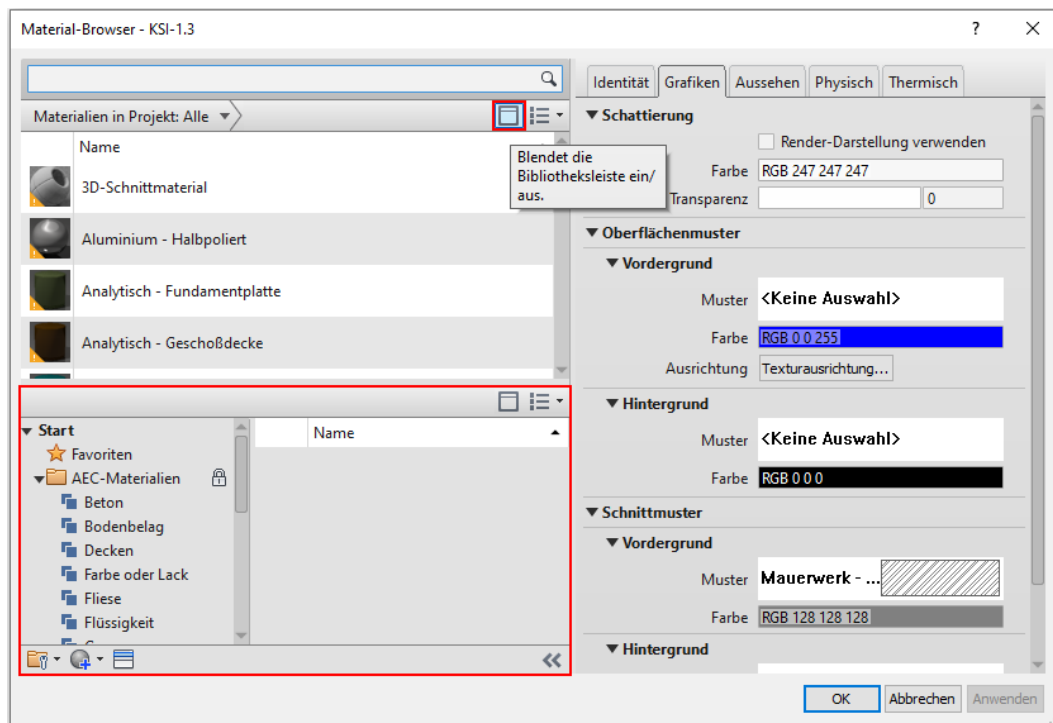 Material-Browser - KSI-1.3
?
Materialien in Projekt: Alle
Name
3D-Schnittmaterial
Aluminium - Halbpoliert
Analytisch - Fundamentplatte
Analytisch - Geschoßdecke
Blendet die
Bibliotheksleiste ein/
aus.
Start
Favoriten
AEC-Materialien
Beton
Bodenbelag
Decken
Farbe oder Lack
Fliese
Flüssigkeit
Name
Identität Grafiken Aussehen Physisch Thermisch
Schattierung
Render-Darstellung verwenden
Farbe RGB 247 247 247
Transparenz 0
Oberflächenmuster
Vordergrund
Muster <Keine Auswahl>
Farbe RGB 0 0 255
Ausrichtung Texturausrichtung...
Hintergrund
Muster <Keine Auswahl>
Farbe RGB 0 0 0
Schnittmuster
Vordergrund
Muster Mauerwerk - ...
Farbe RGB 128 128 128
Hintergrund
OK Abbrechen Anwenden